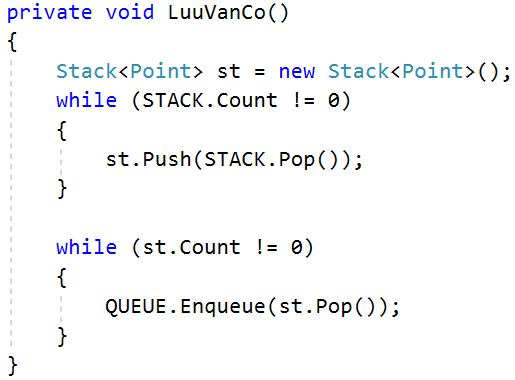 private void LuuVanCo()
{
    Stack<Point> st = new Stack<Point>();
    while (STACK.Count != 0)
    {
        st.Push(STACK.Pop());
    }

    while (st.Count != 0)
    {
        QUEUE.Enqueue(st.Pop());
    }
}